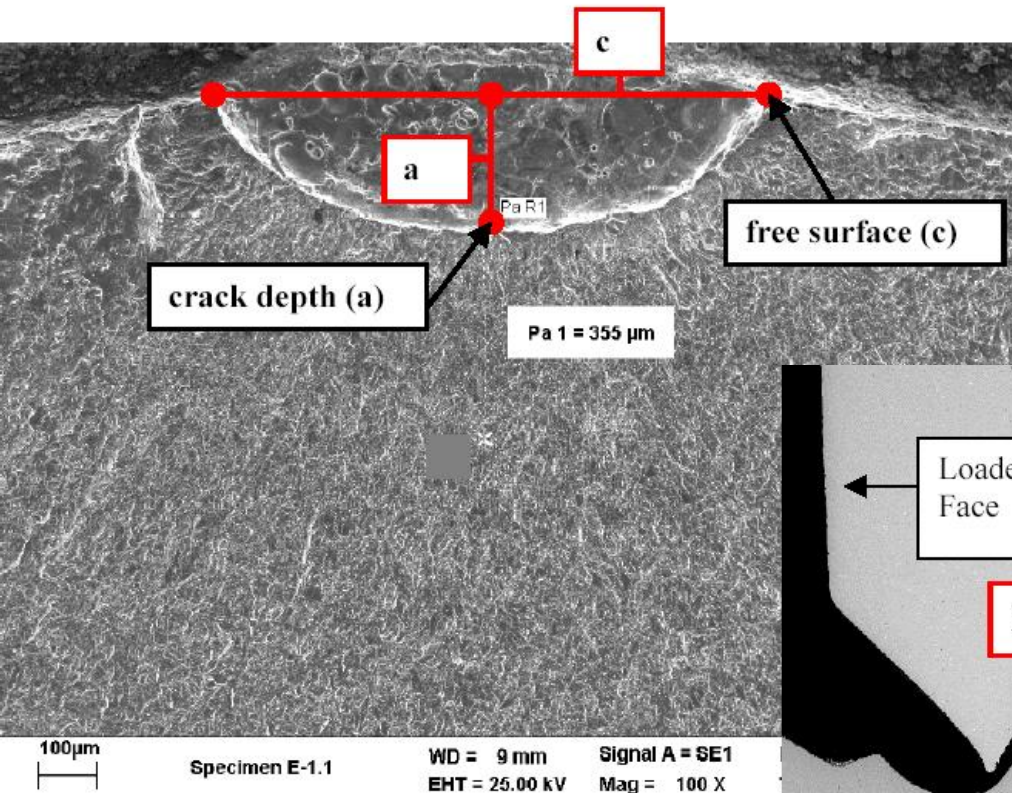 c
a
Pa R1
free surface (c)
crack depth (a)
Pa 1 = 355 µm
Face
100µm
Specimen E-1.1
WD = 9 mm
Signal A = SE1
EHT = 25.00 kV
Mag = 100 X